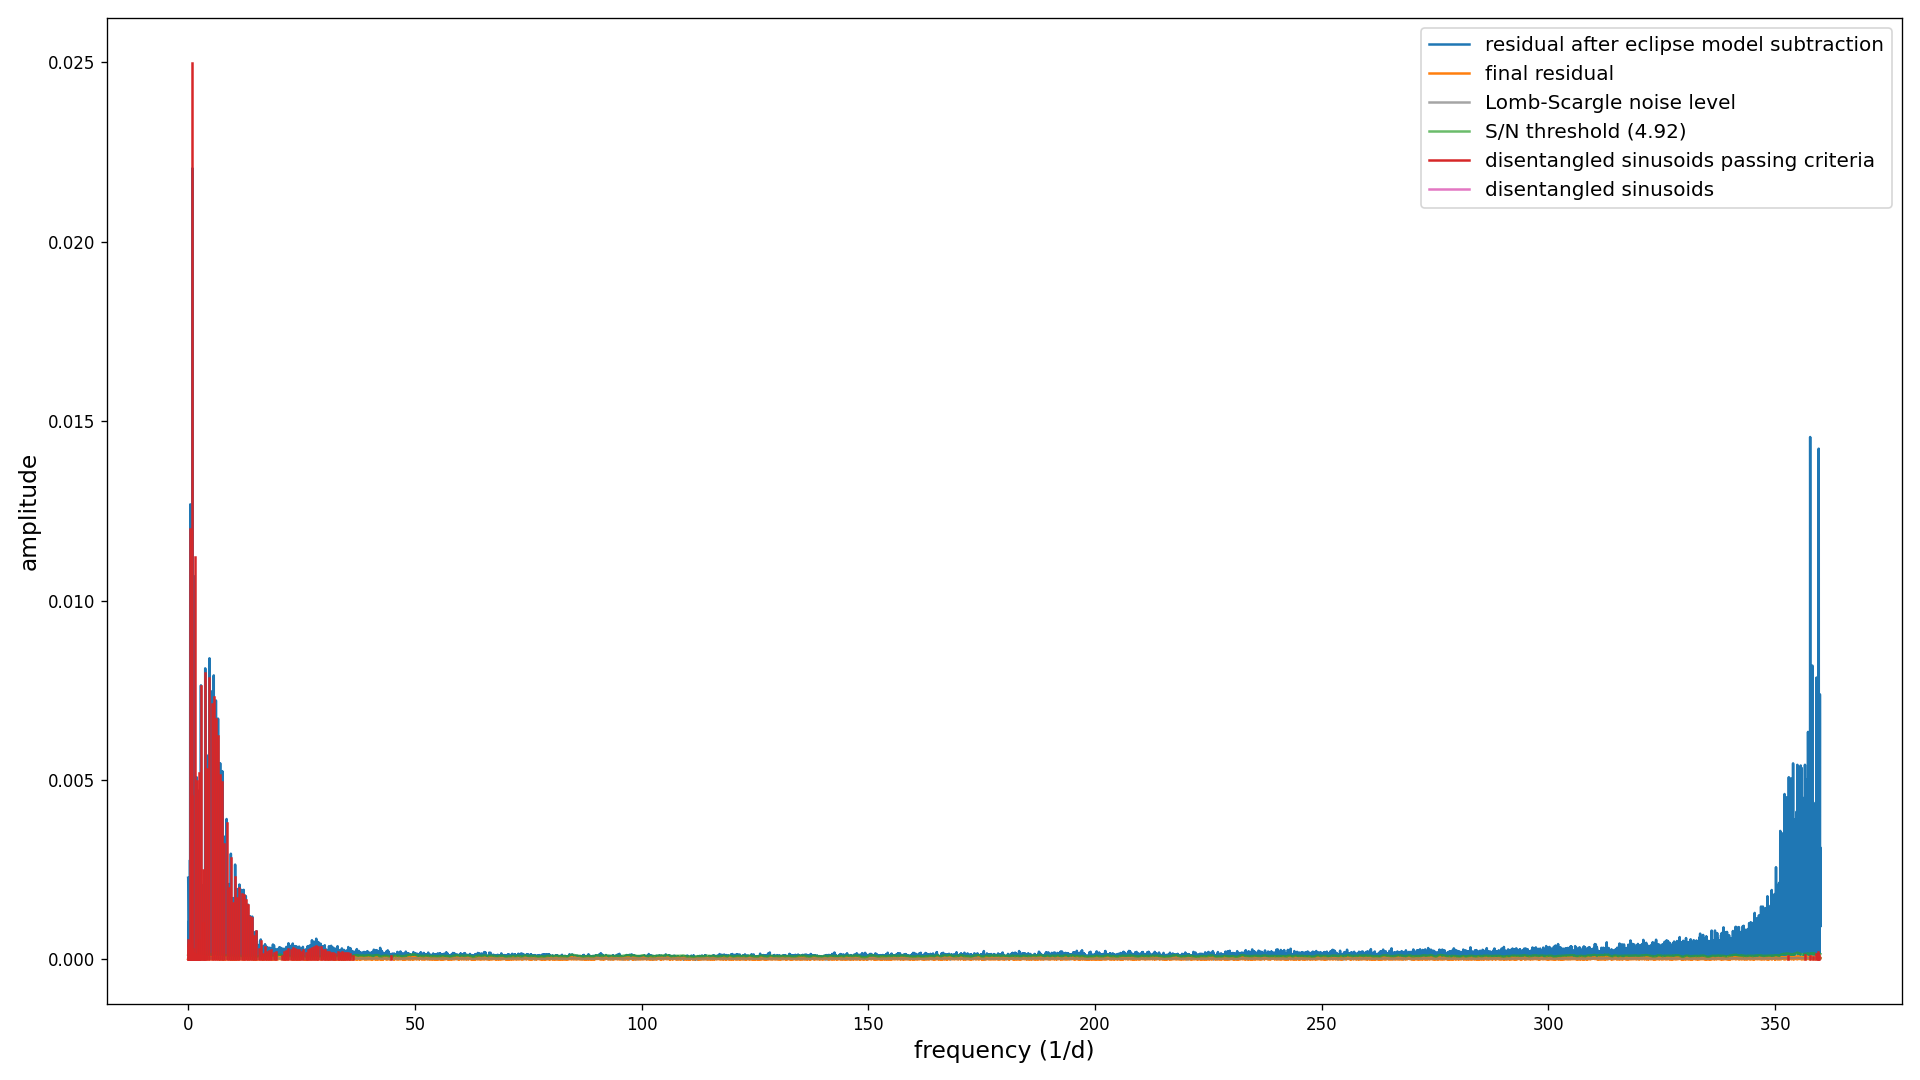 residual after eclipse model subtraction
final residual
Lomb-Scargle noise level
S/N threshold (4.92)
disentangled sinusoids passing criteria
disentangled sinusoids
amplitude
0.025
0.020
0.015
0.010
0.005
0.000
0 50 100 150 200 250 300 350
frequency (1/d)